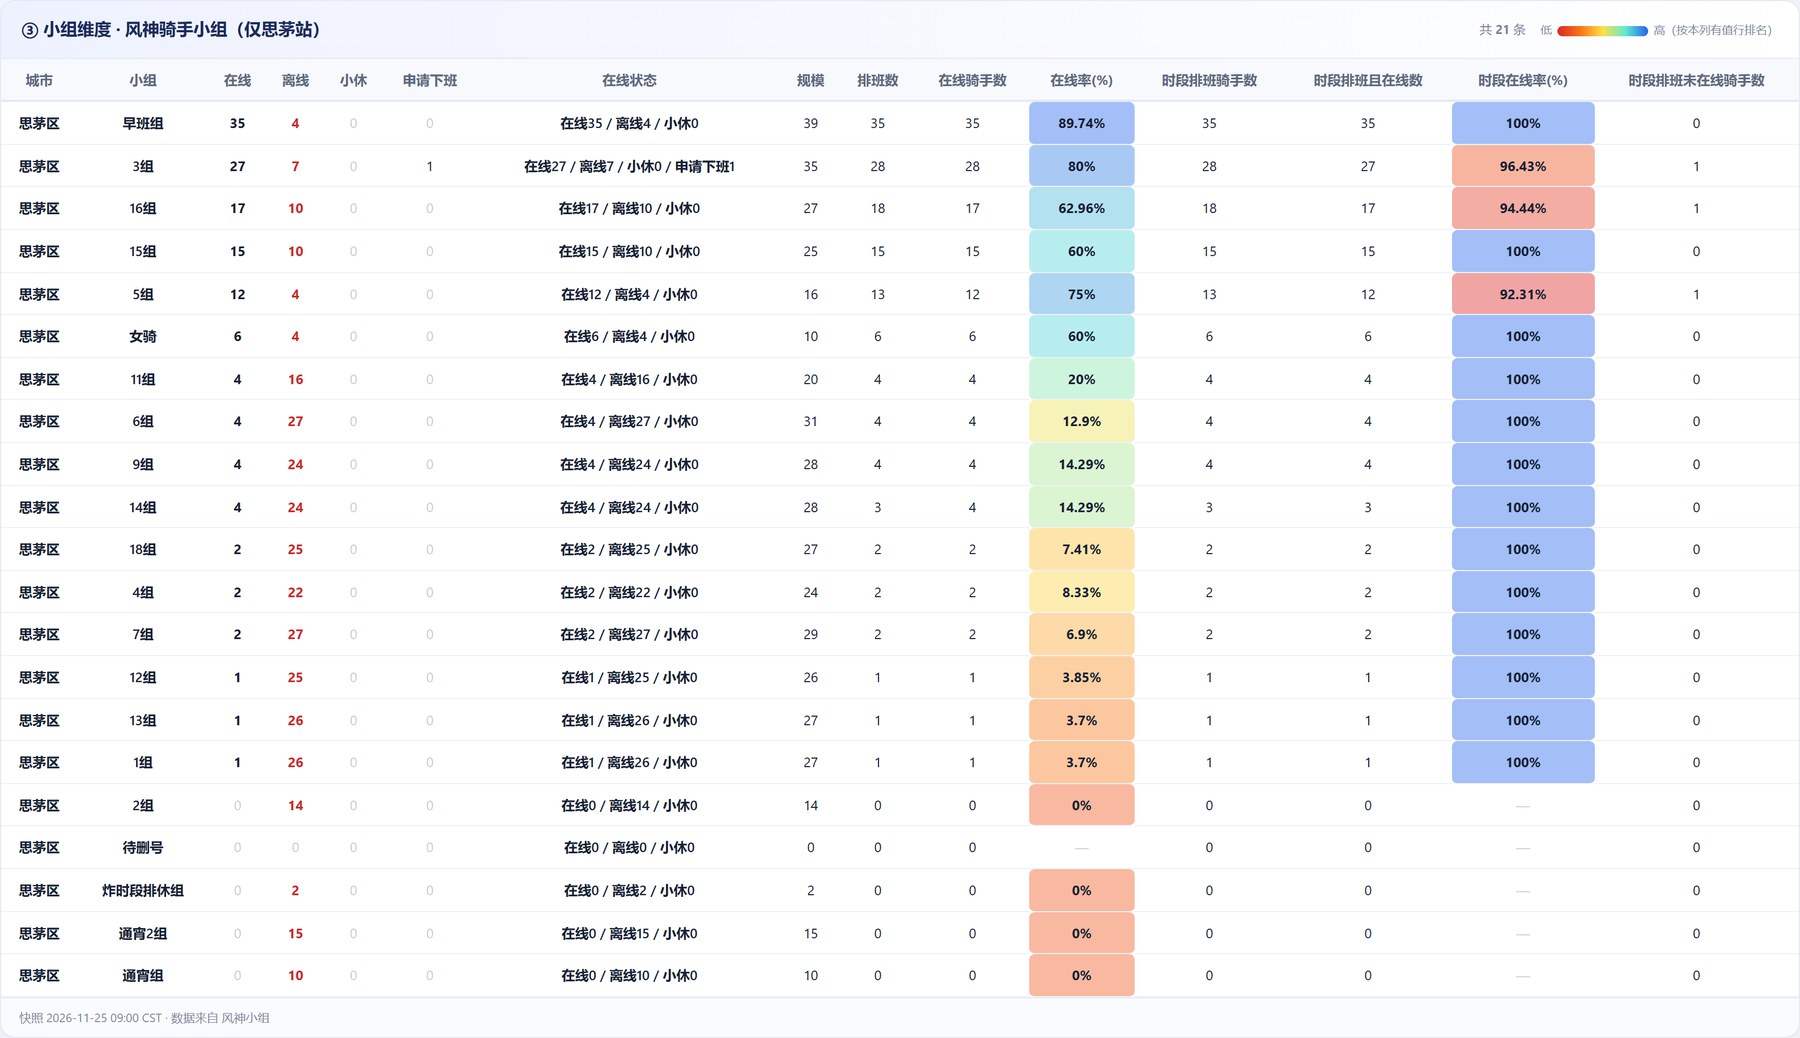 ③ 小组维度 · 风神骑手小组（仅思茅站）
共 21 条 低 高 (按本列有值行排名)
城市 小组 在线 离线 小休 申请下班 在线状态 规模 排班数 在线骑手数 在线率(%) 时段排班骑手数 时段排班且在线数 时段在线率(%) 时段排班未在线骑手数
思茅区 早班组 35 4 0 0 在线35 / 离线4 / 小休0 39 35 35 89.74% 35 35 100% 0
思茅区 3组 27 7 0 1 在线27 / 离线7 / 小休0 / 申请下班1 35 28 28 80% 28 27 96.43% 1
思茅区 16组 17 10 0 0 在线17 / 离线10 / 小休0 27 18 17 62.96% 18 17 94.44% 1
思茅区 15组 15 10 0 0 在线15 / 离线10 / 小休0 25 15 15 60% 15 15 100% 0
思茅区 5组 12 4 0 0 在线12 / 离线4 / 小休0 16 13 12 75% 13 12 92.31% 1
思茅区 女骑 6 4 0 0 在线6 / 离线4 / 小休0 10 6 6 60% 6 6 100% 0
思茅区 11组 4 16 0 0 在线4 / 离线16 / 小休0 20 4 4 20% 4 4 100% 0
思茅区 6组 4 27 0 0 在线4 / 离线27 / 小休0 31 4 4 12.9% 4 4 100% 0
思茅区 9组 4 24 0 0 在线4 / 离线24 / 小休0 28 4 4 14.29% 4 4 100% 0
思茅区 14组 4 24 0 0 在线4 / 离线24 / 小休0 28 3 4 14.29% 3 3 100% 0
思茅区 18组 2 25 0 0 在线2 / 离线25 / 小休0 27 2 2 7.41% 2 2 100% 0
思茅区 4组 2 22 0 0 在线2 / 离线22 / 小休0 24 2 2 8.33% 2 2 100% 0
思茅区 7组 2 27 0 0 在线2 / 离线27 / 小休0 29 2 2 6.9% 2 2 100% 0
思茅区 12组 1 25 0 0 在线1 / 离线25 / 小休0 26 1 1 3.85% 1 1 100% 0
思茅区 13组 1 26 0 0 在线1 / 离线26 / 小休0 27 1 1 3.7% 1 1 100% 0
思茅区 1组 1 26 0 0 在线1 / 离线26 / 小休0 27 1 1 3.7% 1 1 100% 0
思茅区 2组 0 14 0 0 在线0 / 离线14 / 小休0 14 0 0 0% 0 0 — 0
思茅区 待删号 0 0 0 0 在线0 / 离线0 / 小休0 0 0 0 — 0 0 — 0
思茅区 炸时段排休组 0 2 0 0 在线0 / 离线2 / 小休0 2 0 0 0% 0 0 — 0
思茅区 通宵2组 0 15 0 0 在线0 / 离线15 / 小休0 15 0 0 0% 0 0 — 0
思茅区 通宵组 0 10 0 0 在线0 / 离线10 / 小休0 10 0 0 0% 0 0 — 0
快照 2026-11-25 09:00 CST · 数据来自 风神小组